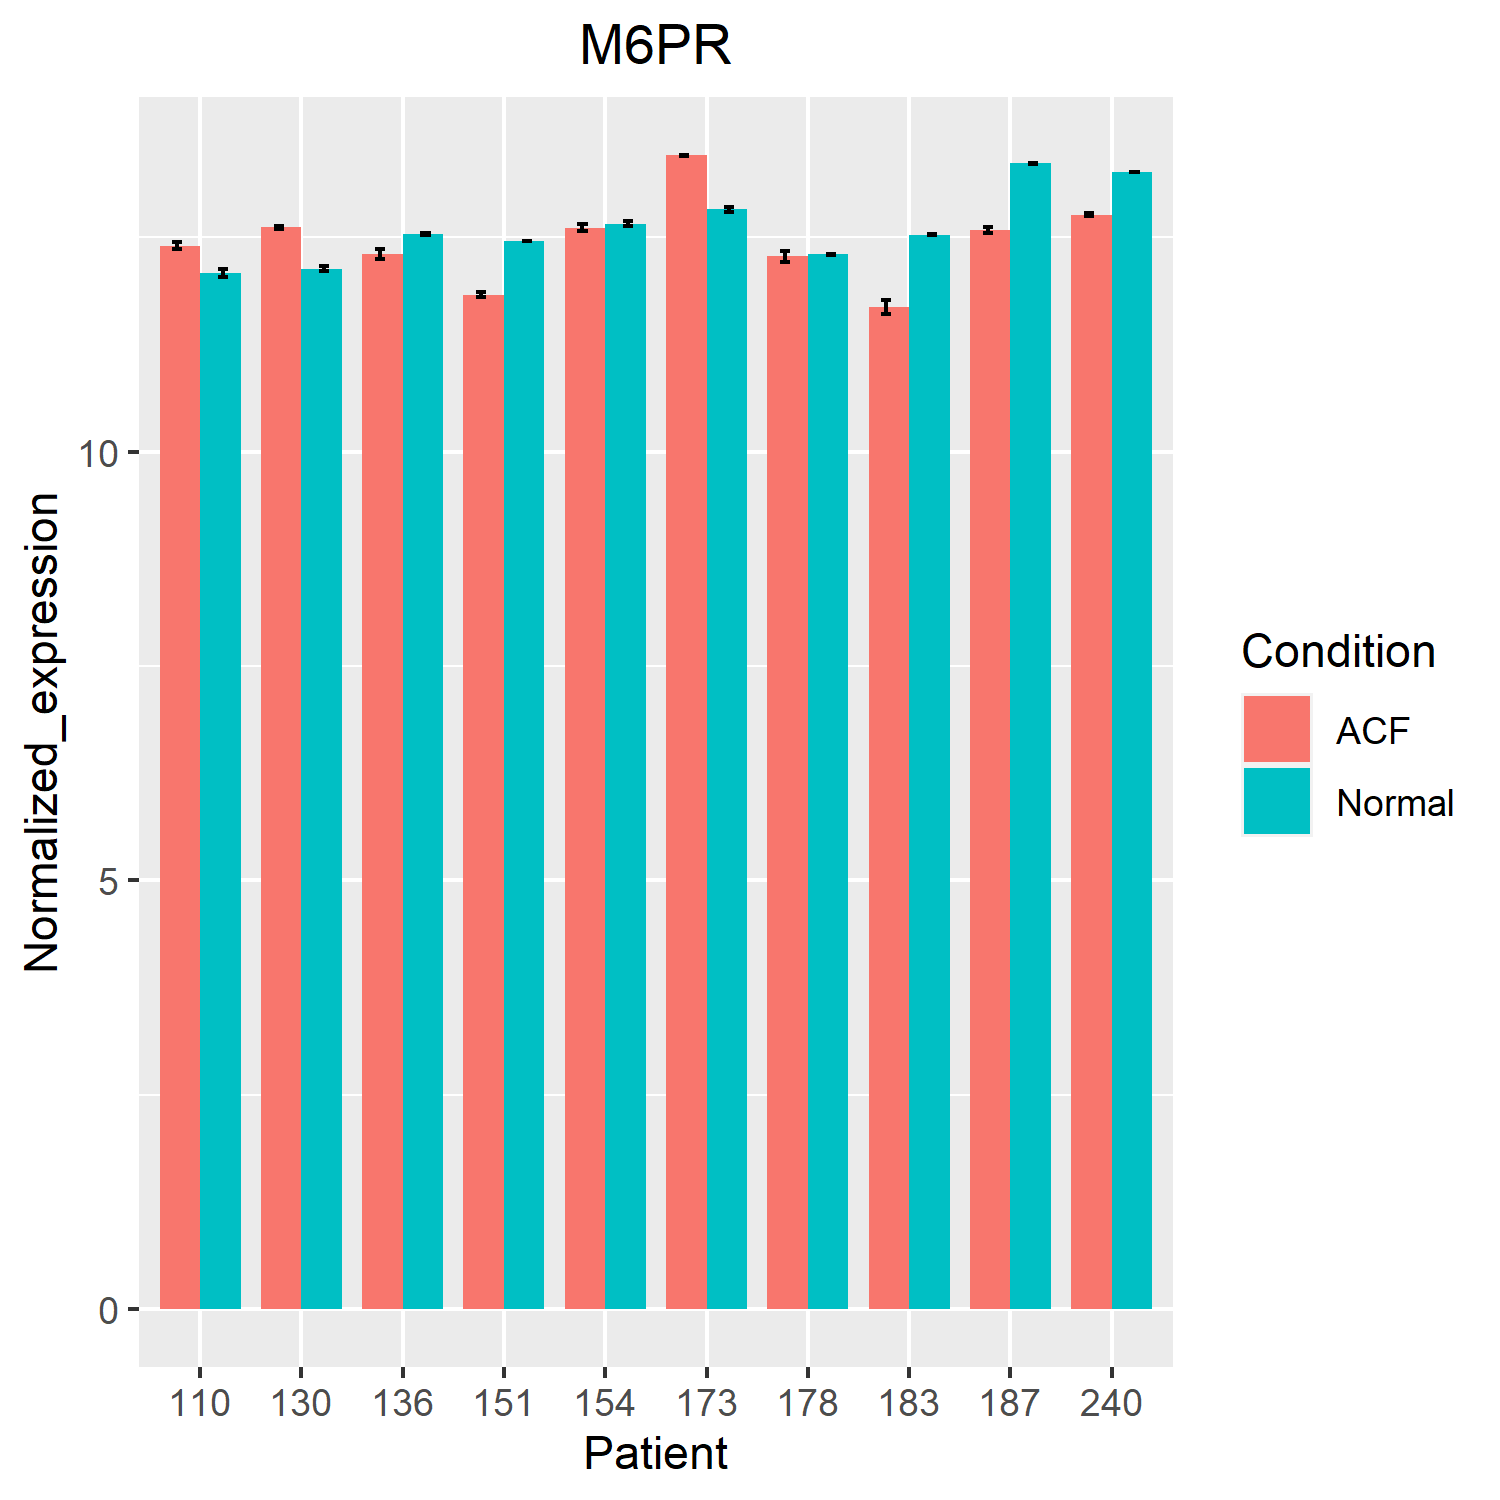 M6PR
Normalized_expression
10
5
0
110 130 136 151 154 173 178 183 187 240
Patient
Condition
ACF
Normal